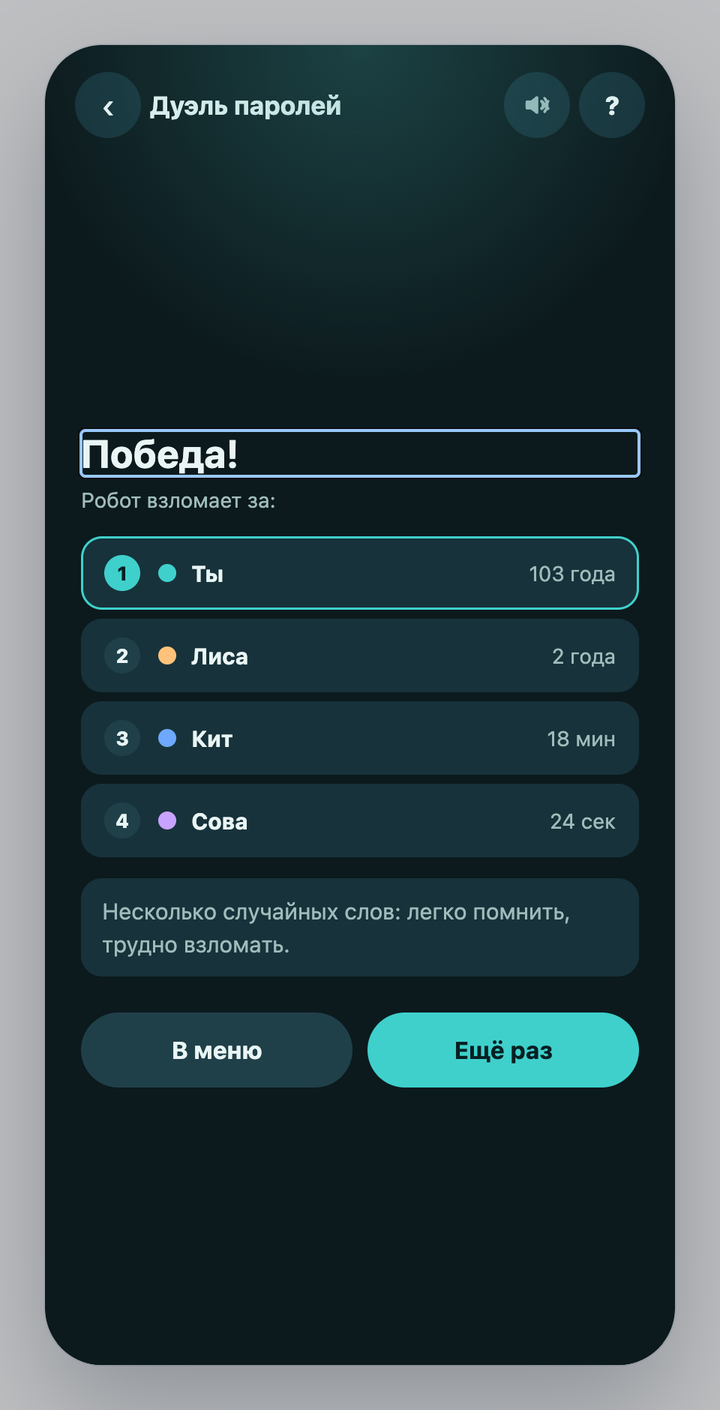 ‹ Дуэль паролей ?
Победа!
Робот взломает за:
1 Ты 103 года
2 Лиса 2 года
3 Кит 18 мин
4 Сова 24 сек
Несколько случайных слов: легко помнить,
трудно взломать.
В меню Ещё раз